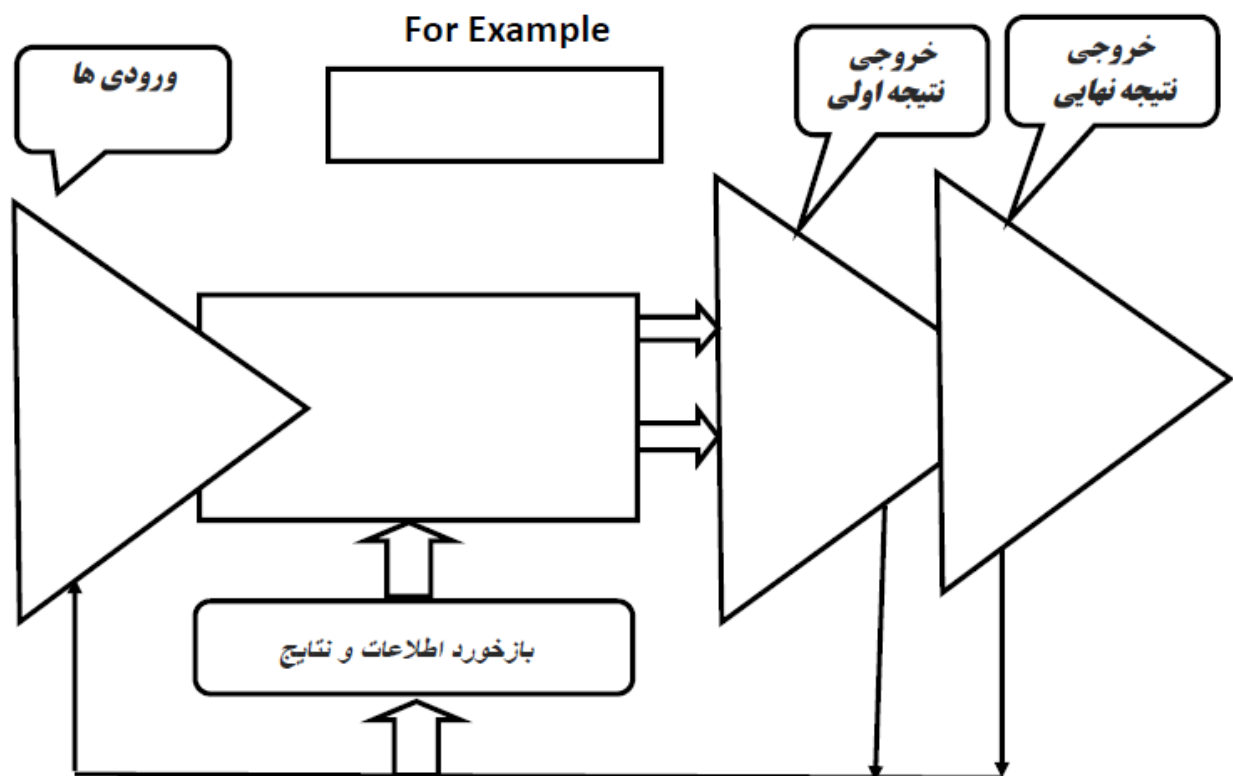 For Example
ورودی ها
خروجی
نتیجه اولی
خروجی
نتیجه نهایی
بازخورد اطلاعات و نتایج